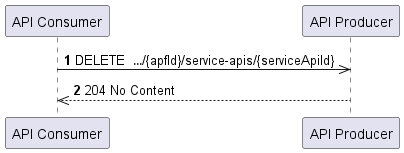 API Consumer API Producer
1 DELETE .../{apfId}/service-apis/{serviceApiId}
2 204 No Content
API Consumer API Producer